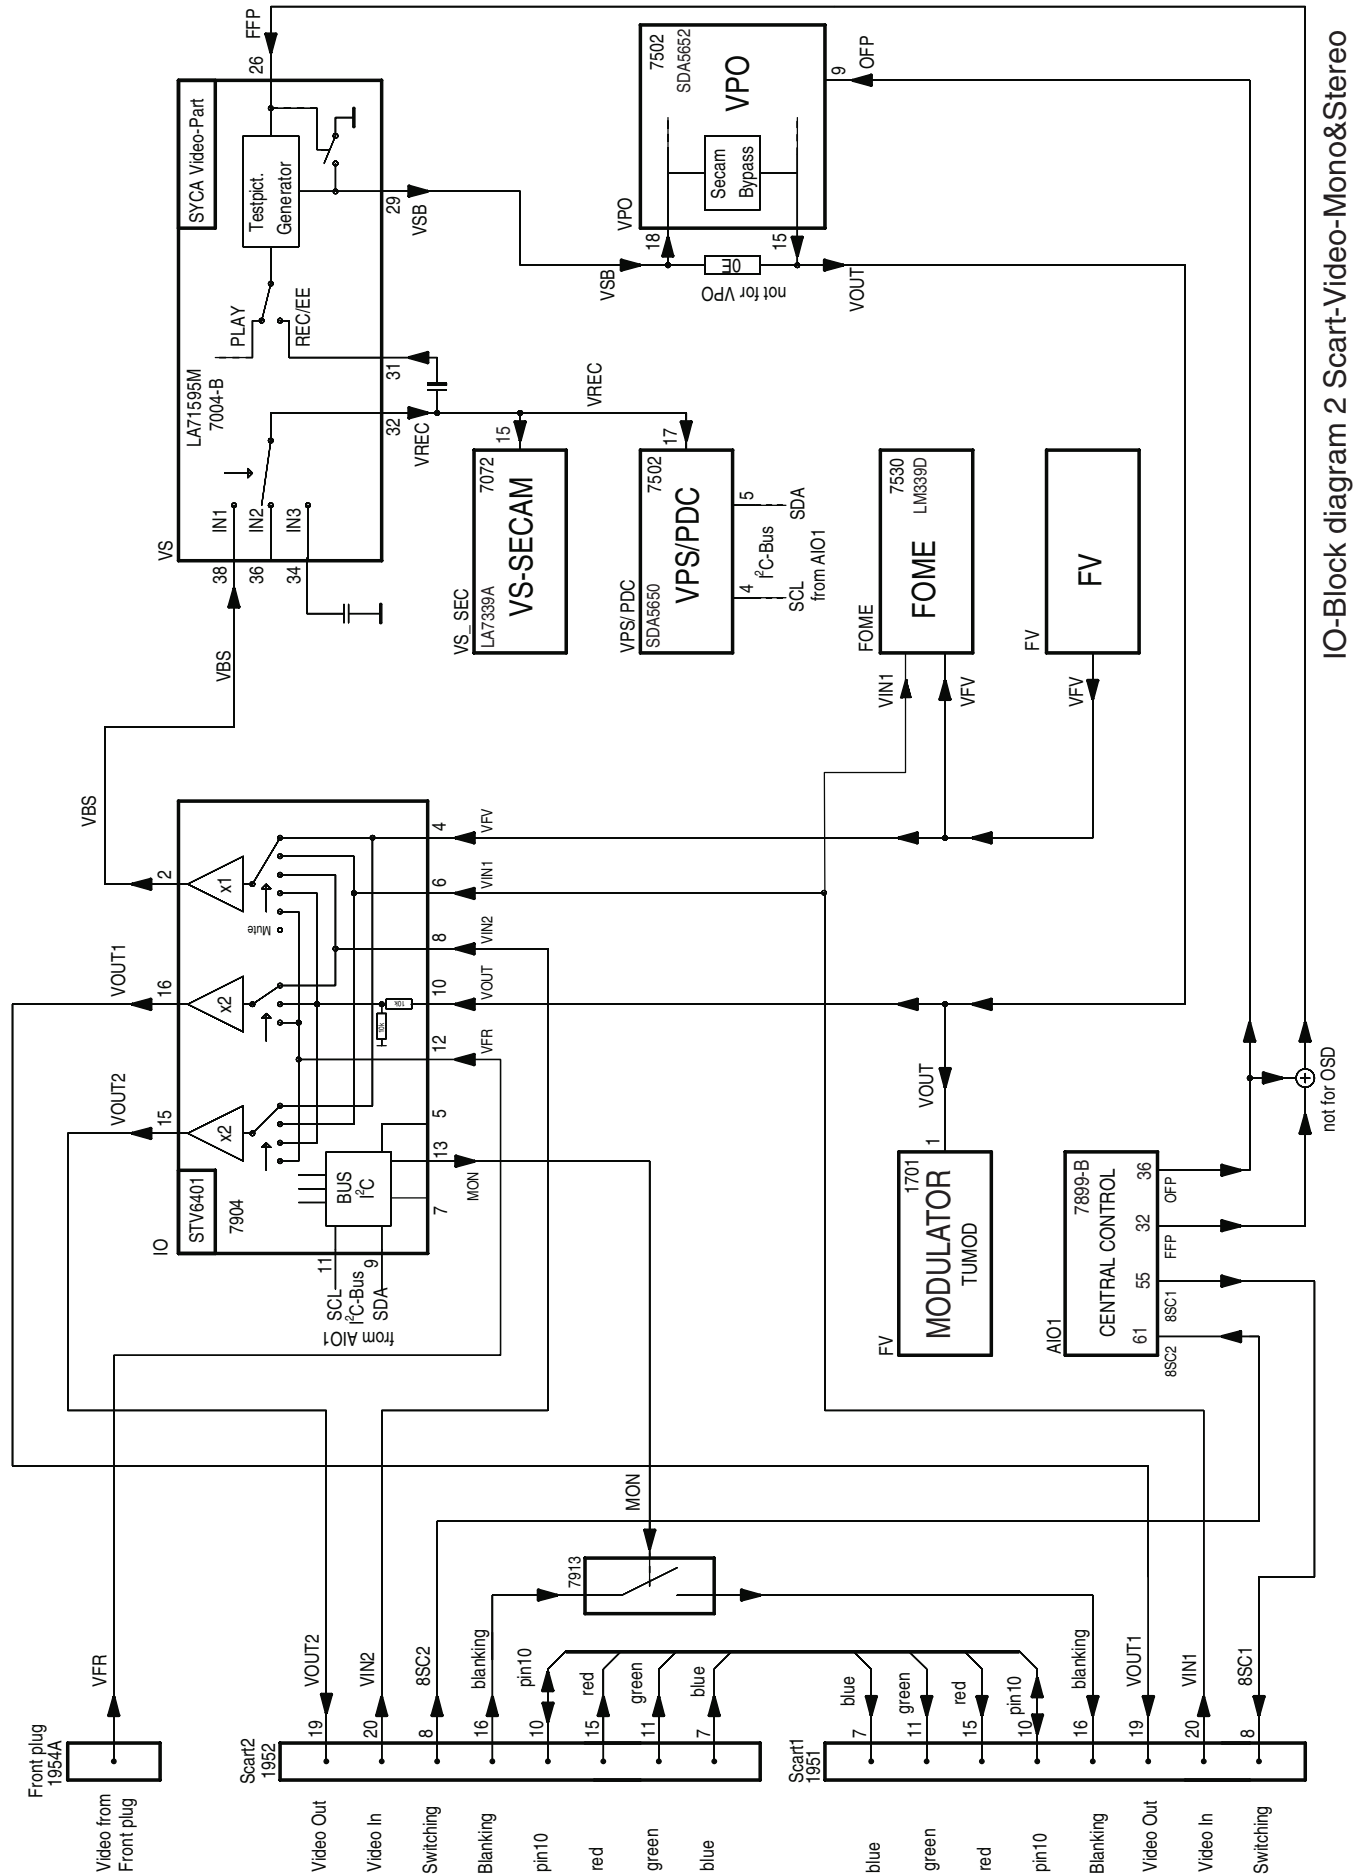 IO-Block diagram 2 Scart-Video-Mono&Stereo
Front plug
1954A
Video from
Front plug
VFR
Scart2
1952
Video Out
19
VOUT2
Video In
20
VIN2
Switching
8
8SC2
Blanking
16
blanking
pin10
10
pin10
red
15
red
green
11
green
blue
7
blue
Scart1
1951
blue
7
blue
green
11
green
red
15
red
pin10
10
pin10
Blanking
16
blanking
Video Out
19
VOUT1
Video In
20
VIN1
Switching
8
8SC1
7913
MON
IO
STV6401
7904
VOUT2
15
VOUT1
16
VBS
2
x2
x2
x1
Mute
BUS
I²C
SCL
11
I²C-Bus
SDA
9
from AIO1
7
13
MON
5
12
VFR
10
VOUT
10k
10k
8
VIN2
6
VIN1
4
VFV
FV
1701
MODULATOR
TUMOD
1
VOUT
AIO1
7899-B
CENTRAL CONTROL
61
55
32
36
8SC2
8SC1
FFP
OFP
not for OSD
VS
SYCA Video-Part
LA71595M
7004-B
VBS
38
IN1
36
IN2
34
IN3
PLAY
REC/EE
Testpict.
Generator
26
FFP
32
VREC
31
29
VSB
VREC
VS_SEC
LA7339A
7072
VS-SECAM
15
VPS/PDC
SDA5650
7502
VPS/PDC
17
4
5
SCL
I²C-Bus
SDA
from AIO1
FOME
7530
LM339D
FOME
VIN1
VFV
FV
FV
VFV
VPO
7502
SDA5652
VPO
Secam
Bypass
18
15
9
OFP
VSB
0E
not for VPO
VOUT